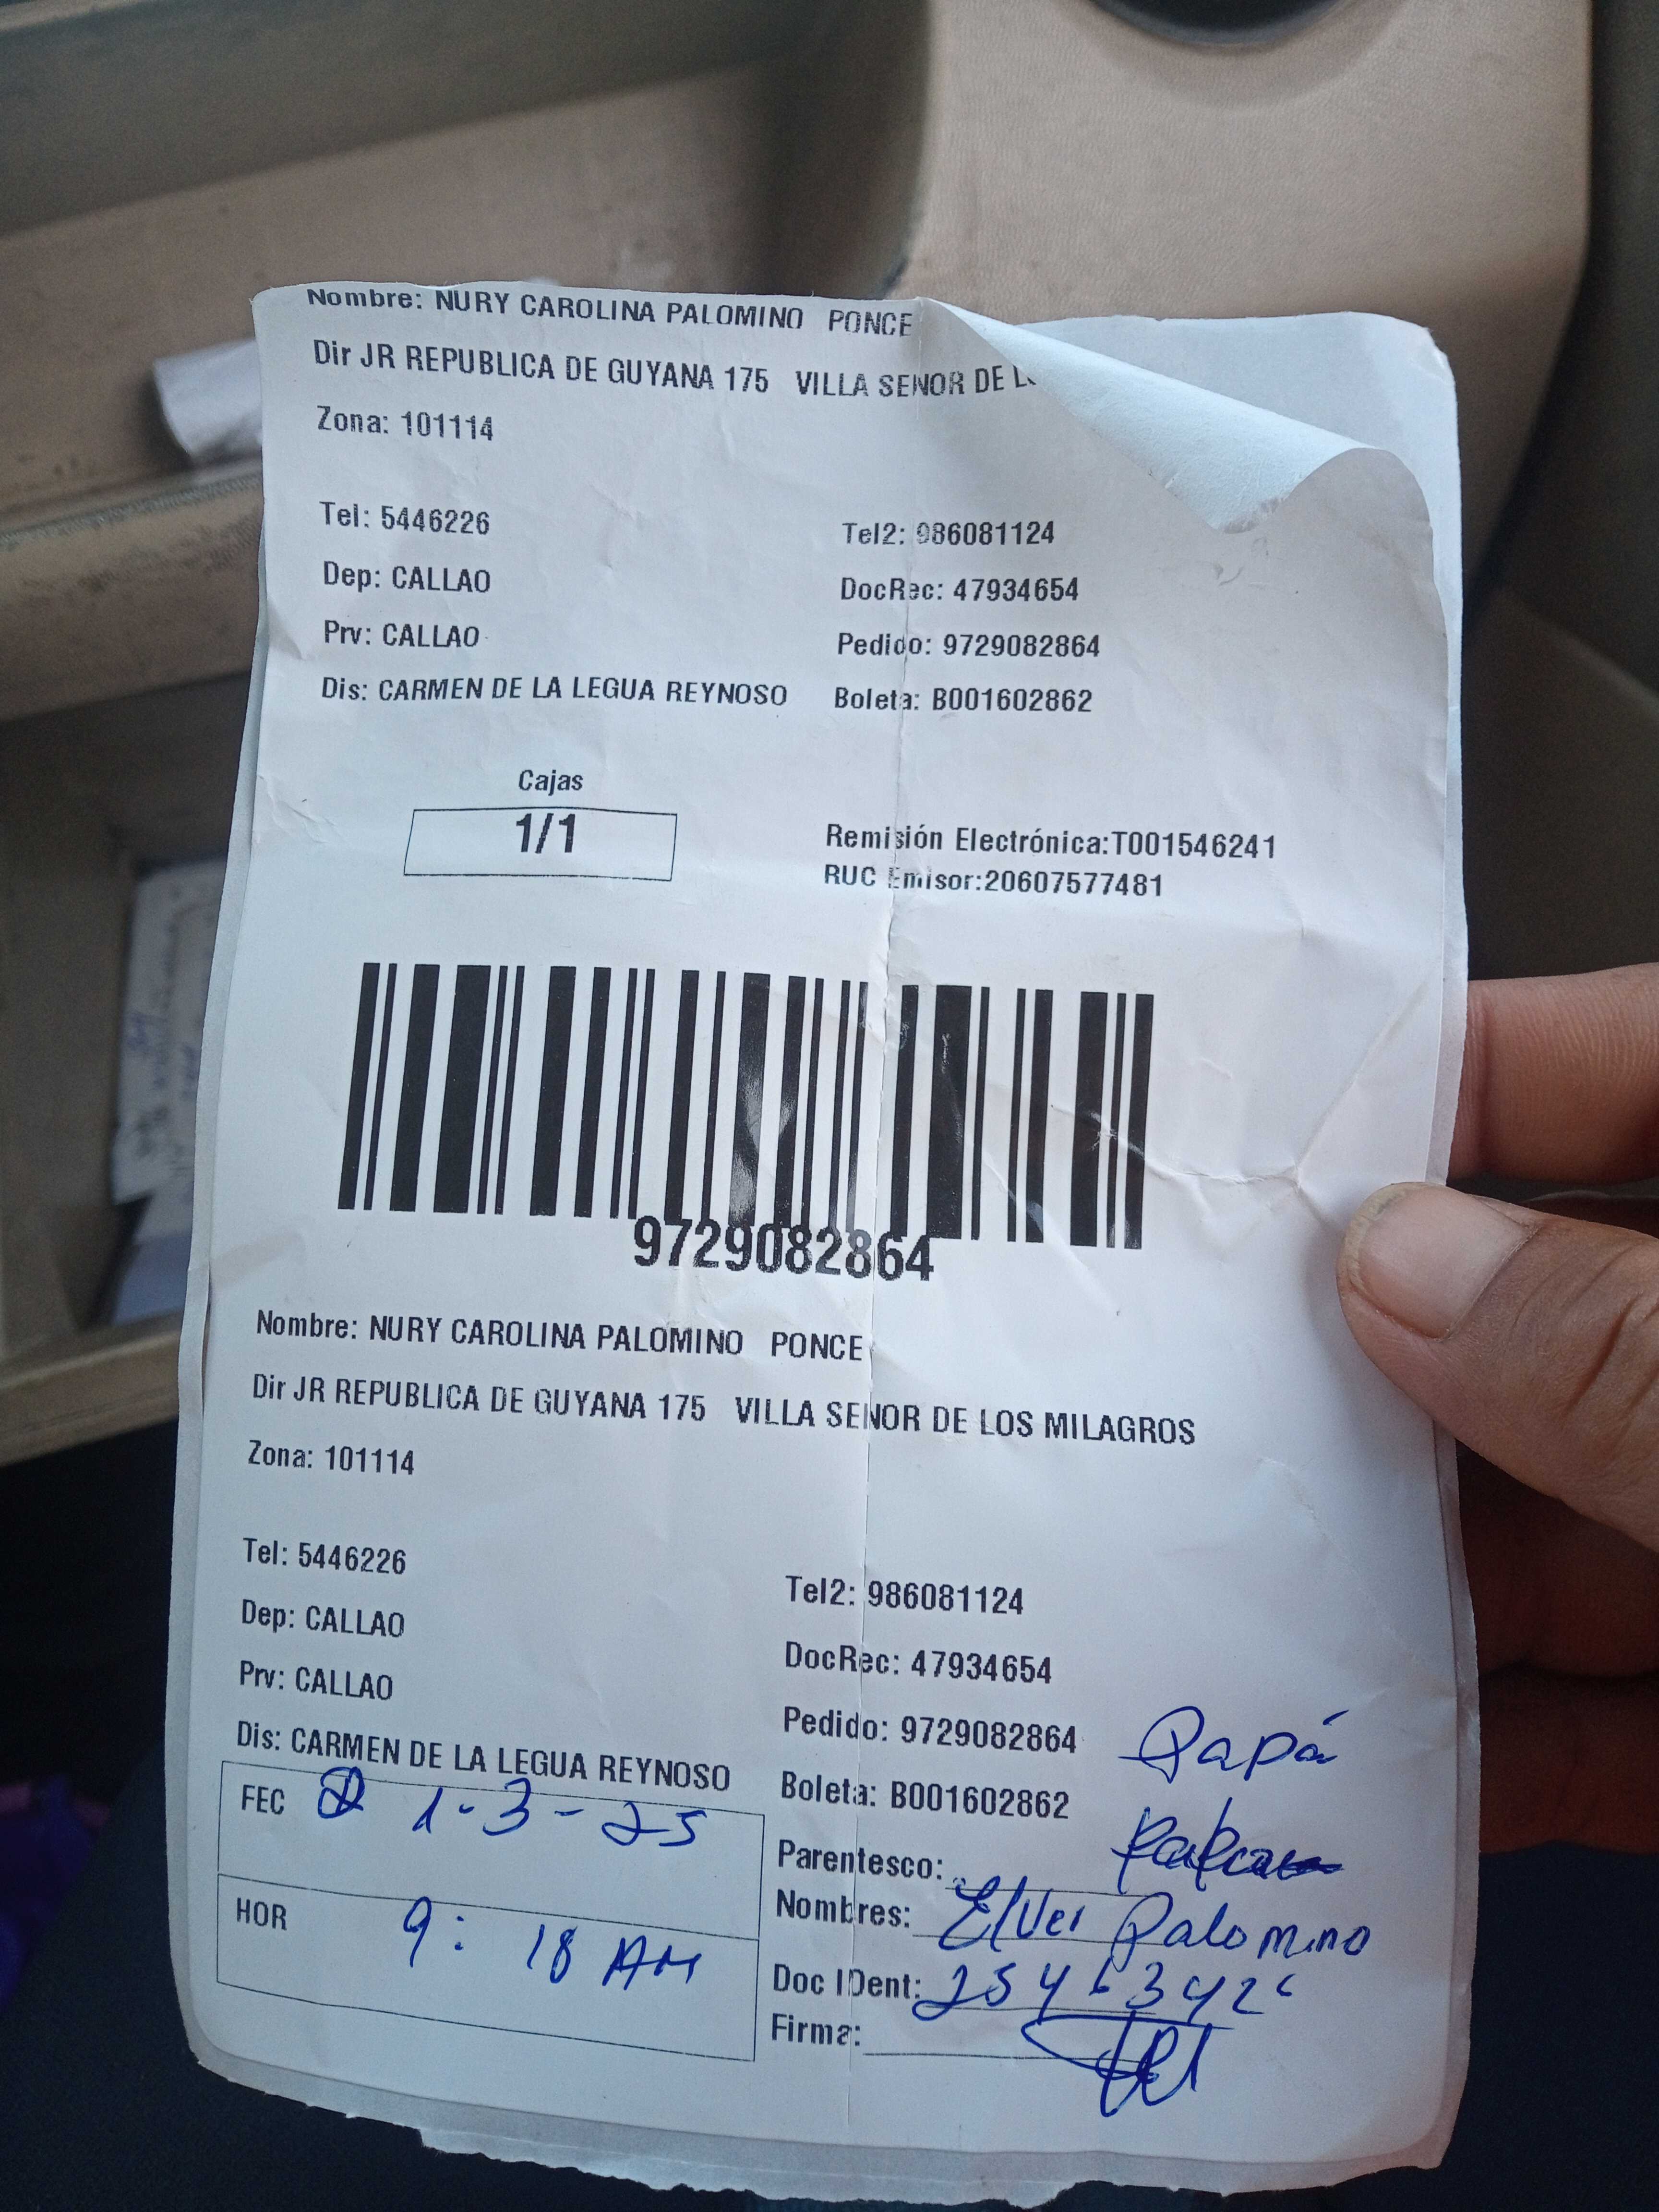 Nombre: NURY CAROLINA PALOMINO PONCE
Dir JR REPUBLICA DE GUYANA 175 VILLA SENOR DE L
Zona: 101114
Tel: 5446226 Tel2: 986081124
Dep: CALLAO DocRec: 47934654
Prv: CALLAO Pedido: 9729082864
Dis: CARMEN DE LA LEGUA REYNOSO Boleta: B001602862
Cajas
1/1
Remisión Electrónica:T001546241
RUC Emisor:20607577481
9729082864
Nombre: NURY CAROLINA PALOMINO PONCE
Dir JR REPUBLICA DE GUYANA 175 VILLA SENOR DE LOS MILAGROS
Zona: 101114
Tel: 5446226 Tel2: 986081124
Dep: CALLAO DocRec: 47934654
Prv: CALLAO Pedido: 9729082864
Dis: CARMEN DE LA LEGUA REYNOSO Boleta: B001602862
Papá
FEC 1-3-25
Parentesco:
HOR 9:18 AM
Nombres: Elver Palomino
Doc IDent: 25463426
Firma: